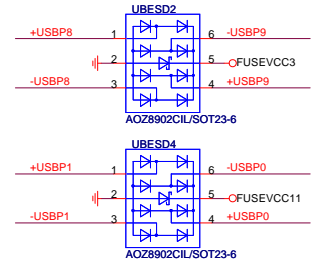 UBESD2
+USBP8 1 6 -USBP9
2 5 FUSEVCC3
-USBP8 3 4 +USBP9
AOZ8902CIL/SOT23-6
UBESD4
+USBP1 1 6 -USBP0
2 5 FUSEVCC11
-USBP1 3 4 +USBP0
AOZ8902CIL/SOT23-6